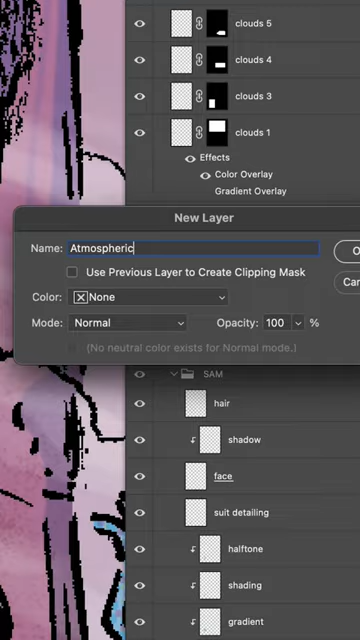 clouds 5
clouds 4
clouds 3
clouds 1
Effects
Color Overlay
Gradient Overlay
New Layer
Name: Atmospheric
Use Previous Layer to Create Clipping Mask
Color: None
Mode: Normal Opacity: 100 %
(No neutral color exists for Normal mode.)
SAM
hair
shadow
face
suit detailing
halftone
shading
gradient